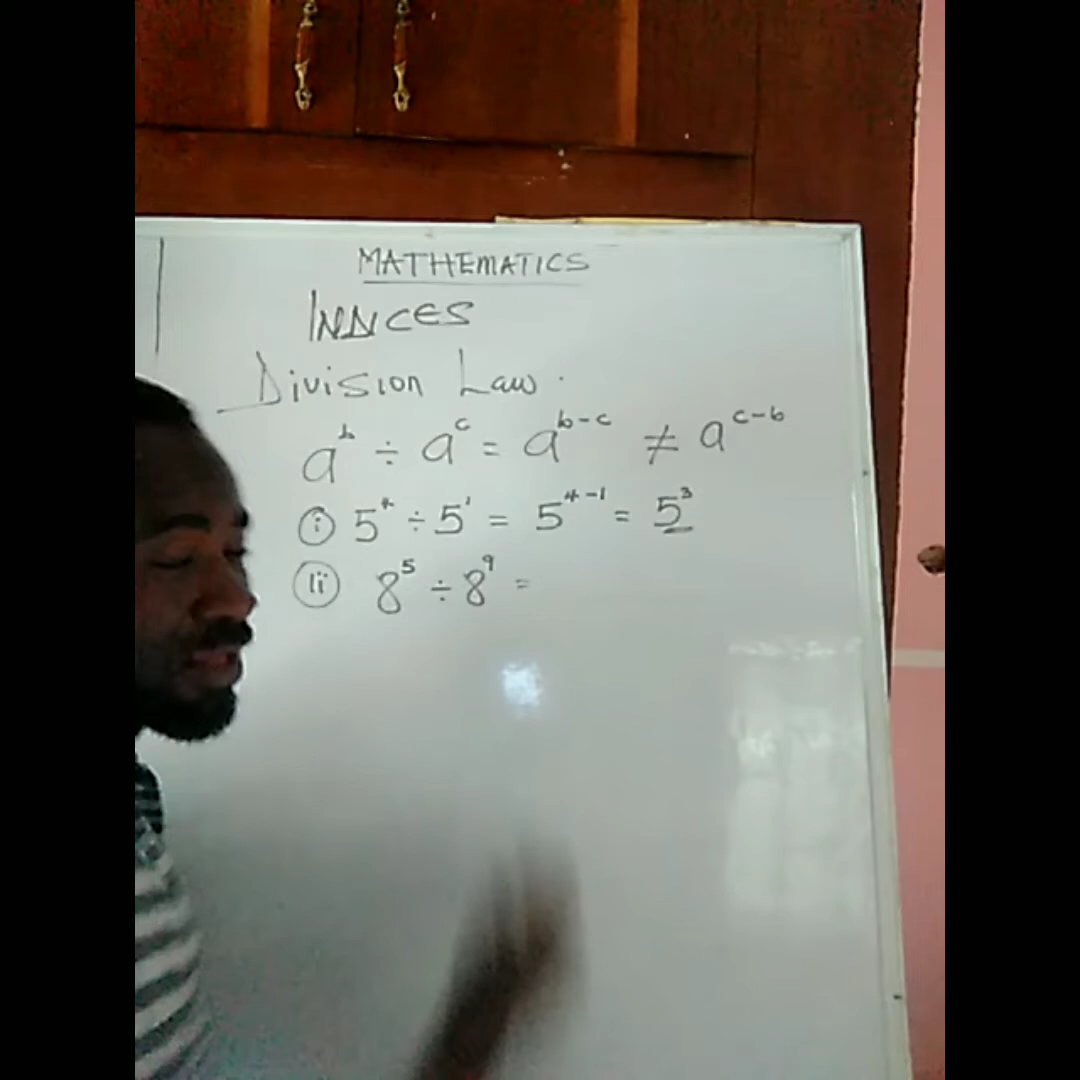 MATHEMATICS
INDICES
Division Law.
a^b ÷ a^c = a^{b-c} ≠ a^{c-b}
(i) 5^4 ÷ 5^1 = 5^{4-1} = 5^3
(ii) 8^5 ÷ 8^9 =